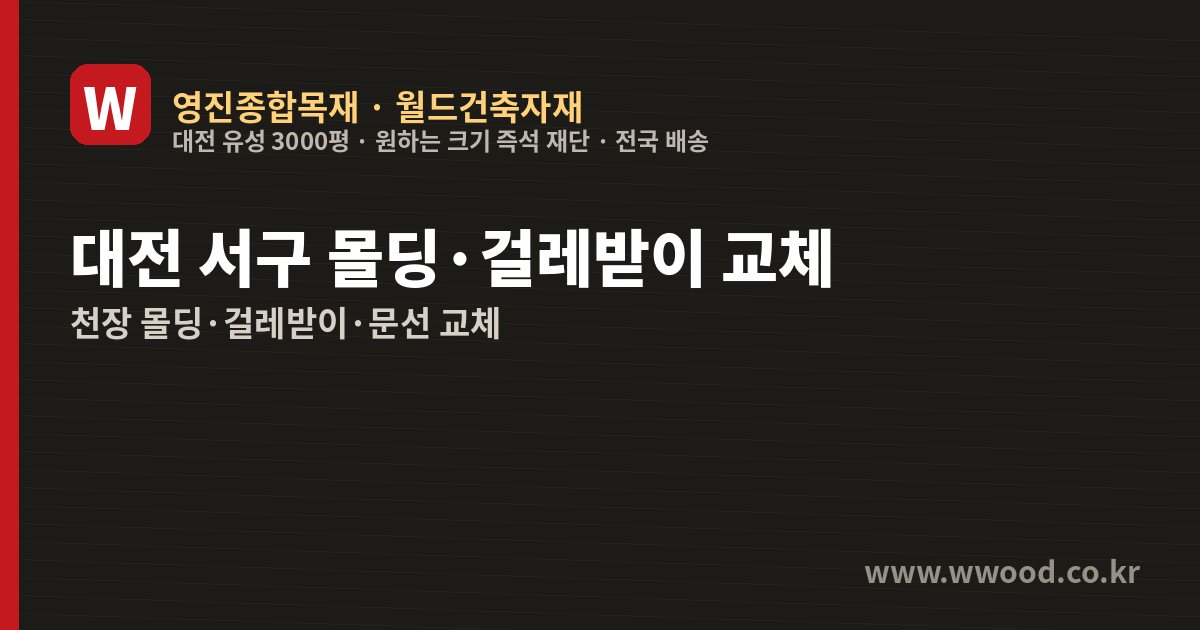 W
영진종합목재 · 월드건축자재
대전 유성 3000평 · 원하는 크기 즉석 재단 · 전국 배송
대전 서구 몰딩·걸레받이 교체
천장 몰딩·걸레받이·문선 교체
www.wwood.co.kr